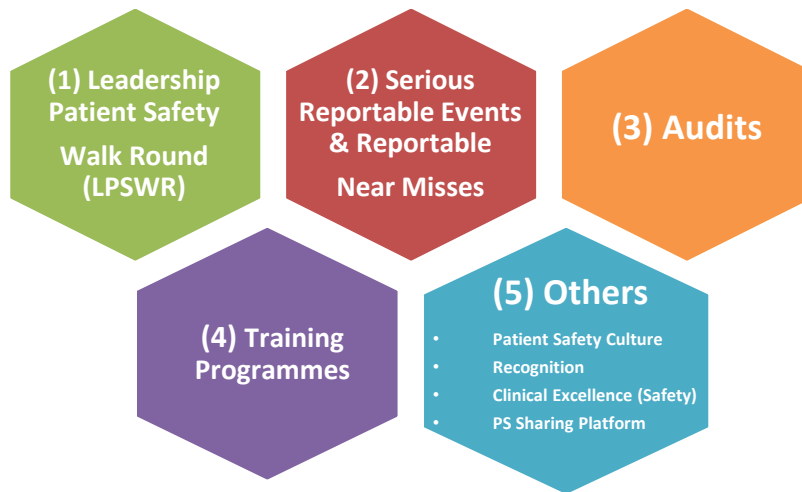 (1) Leadership
Patient Safety
Walk Round
(LPSWR)
(2) Serious
Reportable Events
& Reportable
Near Misses
(3) Audits
(4) Training
Programmes
(5) Others
• Patient Safety Culture
• Recognition
• Clinical Excellence (Safety)
• PS Sharing Platform